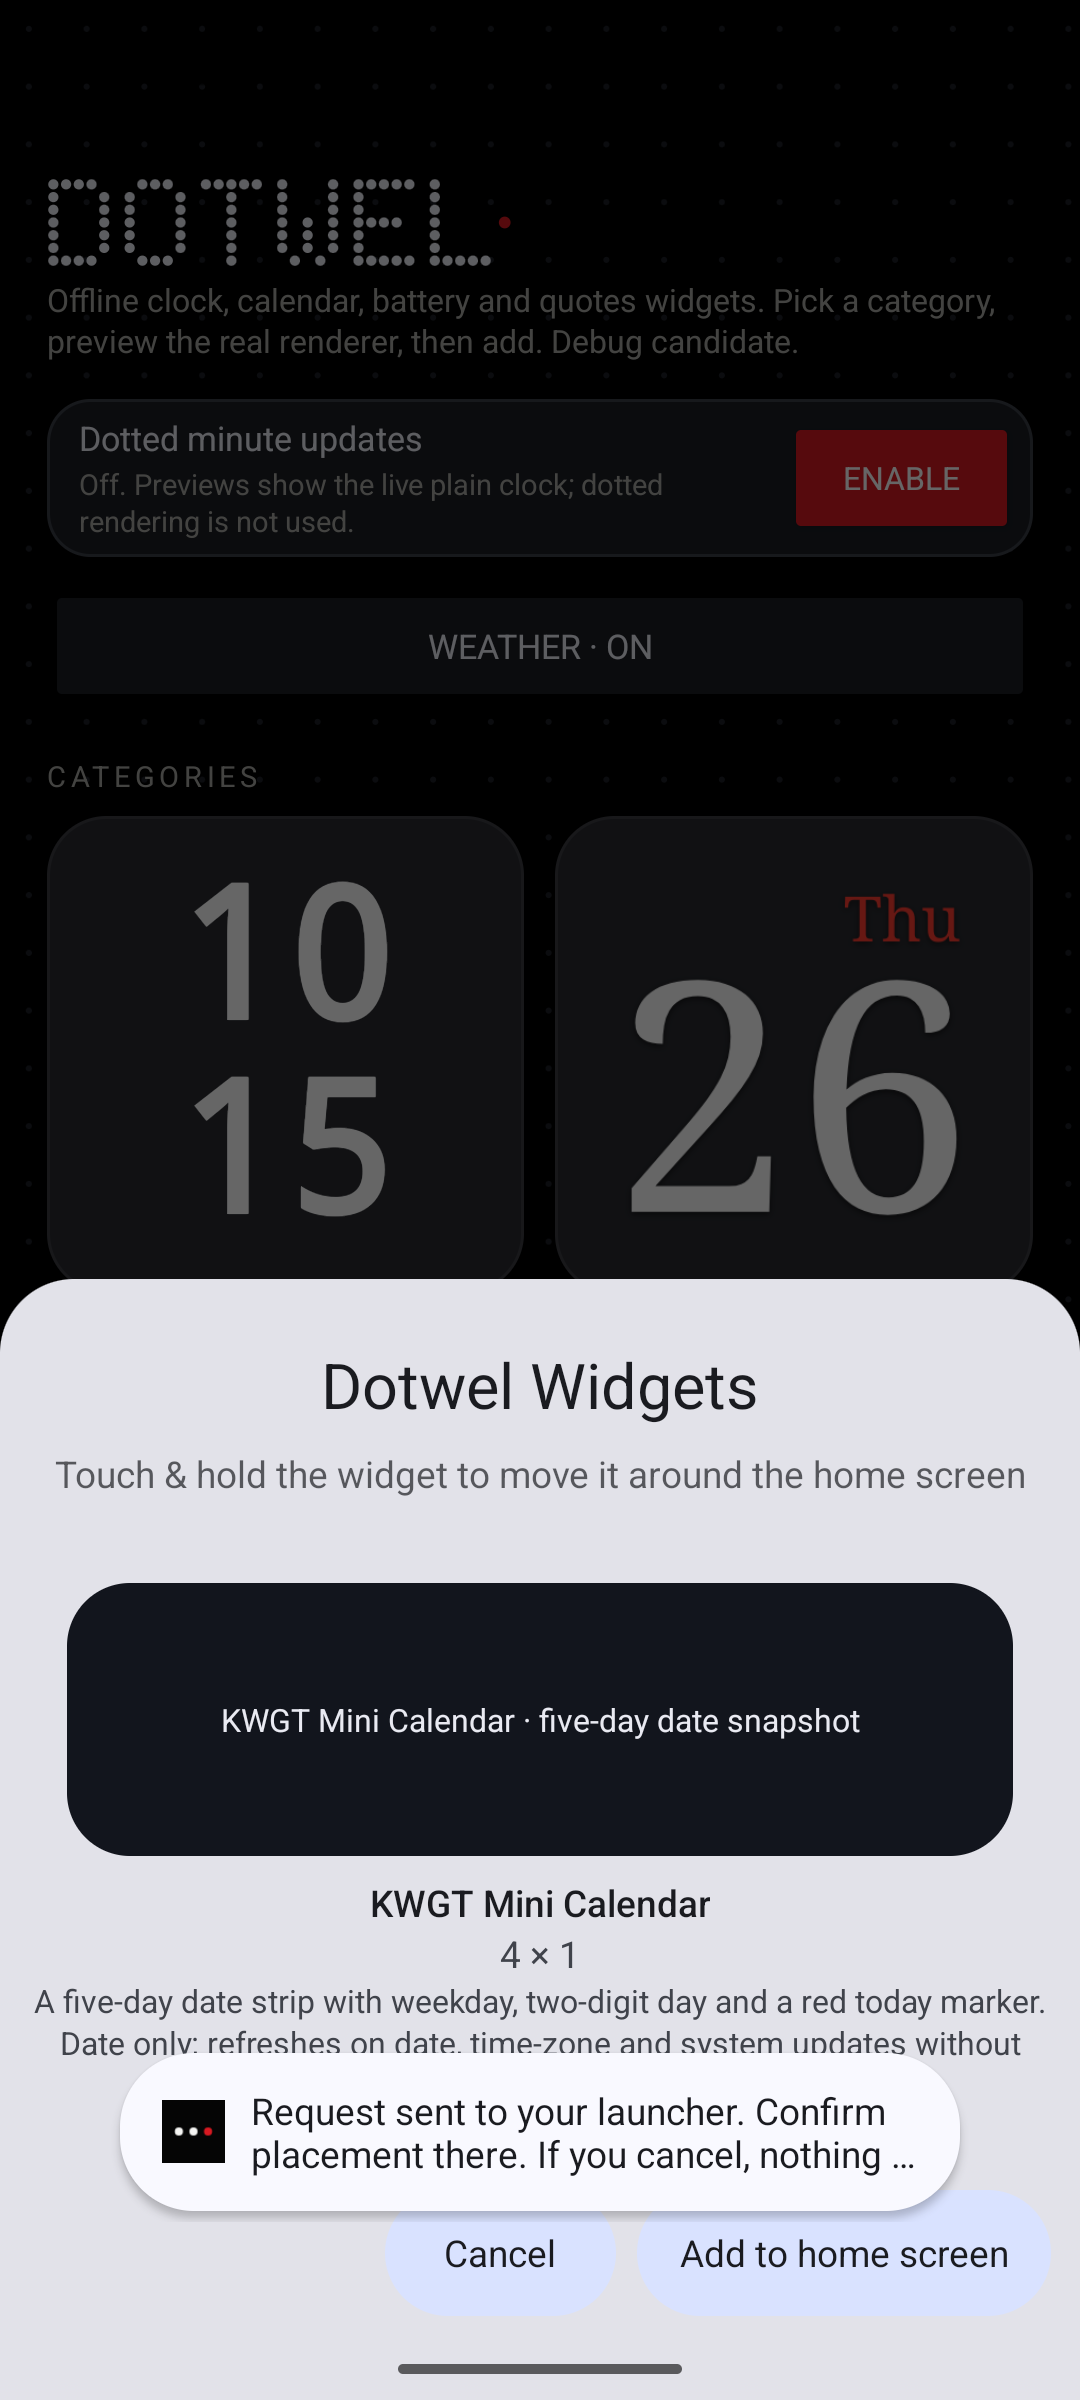 DOTWEL
Offline clock, calendar, battery and quotes widgets. Pick a category,
preview the real renderer, then add. Debug candidate.
Dotted minute updates
Off. Previews show the live plain clock; dotted
rendering is not used.
ENABLE
WEATHER · ON
CATEGORIES
10
15
Thu
26
Dotwel Widgets
Touch & hold the widget to move it around the home screen
KWGT Mini Calendar · five-day date snapshot
KWGT Mini Calendar
4 × 1
A five-day date strip with weekday, two-digit day and a red today marker.
Date only; refreshes on date, time-zone and system updates without
Request sent to your launcher. Confirm
placement there. If you cancel, nothing ...
Cancel
Add to home screen